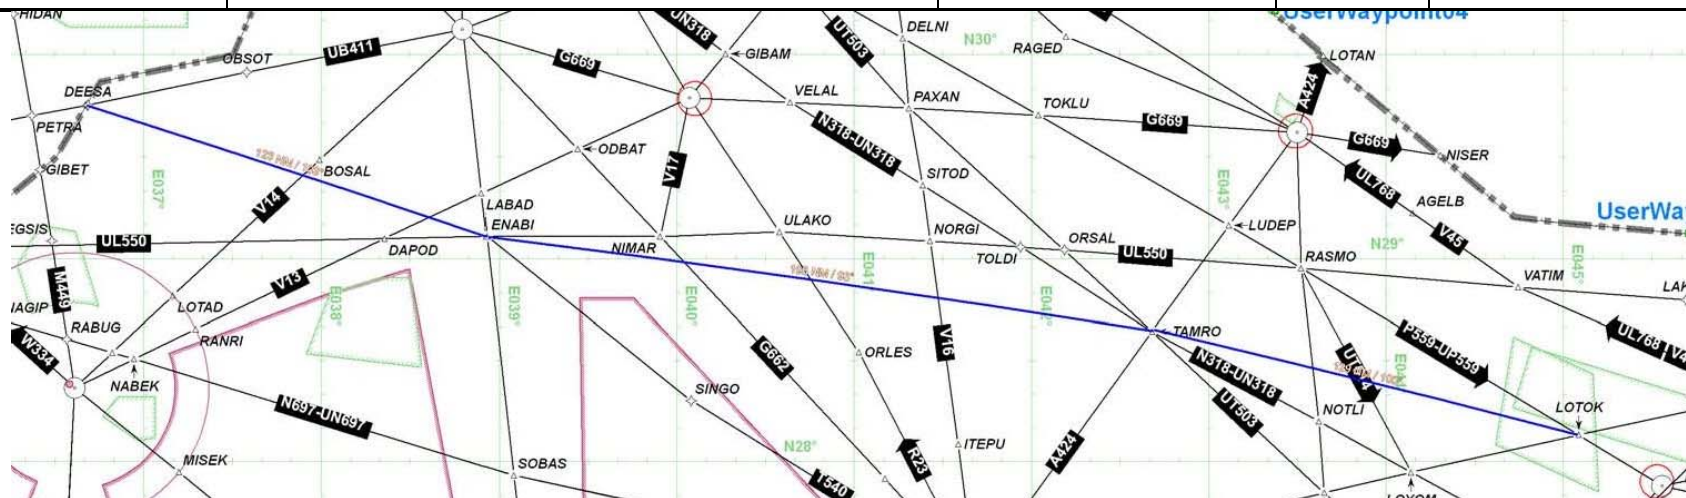 HIDAN
UserWaypoint04
UN318
UT503
DELNI
N30°
RAGED
LOTAN
OBSOT
UB411
G669
GIBAM
A424
DEESA
VELAL
PAXAN
TOKLU
G669
G669
NISER
PETRA
N318-UN318
ODBAT
V17
GIBET
BOSAL
SITOD
UL768
AGELB
E037°
E043°
V14
LABAD
ENABI
ULAKO
NORGI
LUDEP
UserWa
EGSIS
UL550
DAPOD
NIMAR
TOLDI
ORSAL
UL550
N29°
V45
RASMO
E041
E045°
VATIM
M449
V13
E038°
E039°
E040°
LAK
NAGIP
LOTAD
RABUG
RANRI
W334
NABEK
V16
TAMRO
P559-UP559
UL768
G662
ORLES
N318-UN318
SINGO
UT503
NOTLI
LOTOK
N697-UN697
N28°
ITEPU
A424
R23
MISEK
SOBAS
T540